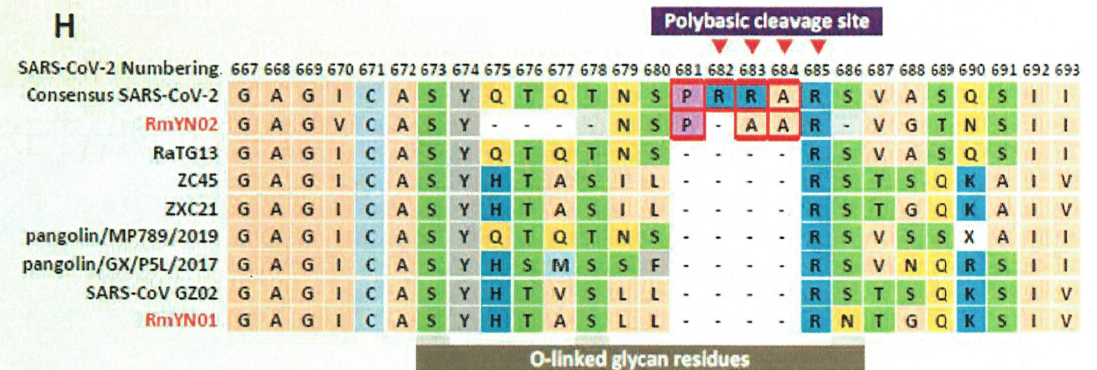 H
Polybasic cleavage site
SARS-CoV-2 Numbering 667 668 669 670 671 672 673 674 675 676 677 678 679 680 681 682 683 684 685 686 687 688 689 690 691 692 693
Consensus SARS-CoV-2 G A G I C A S Y Q T Q T N S P R R A R S V A S Q S I I
RmYN02 G A G V C A S Y - - - - N S P - A A R - V G T N S I I
RaTG13 G A G I C A S Y Q T Q T N S - - - - R S V A S Q S I I
ZC45 G A G I C A S Y H T A S I L - - - - R S T S Q K A I V
ZXC21 G A G I C A S Y H T A S I L - - - - R S T G Q K A I V
pangolin/MP789/2019 G A G I C A S Y Q T Q T N S - - - - R S V S S X A I I
pangolin/GX/P5L/2017 G A G I C A S Y H S M S S F - - - - R S V N Q R S I I
SARS-CoV GZ02 G A G I C A S Y H T V S L L - - - - R S T S Q K S I V
RmYN01 G A G I C A S Y H T A S L L - - - - R N T G Q K S I V
O-linked glycan residues